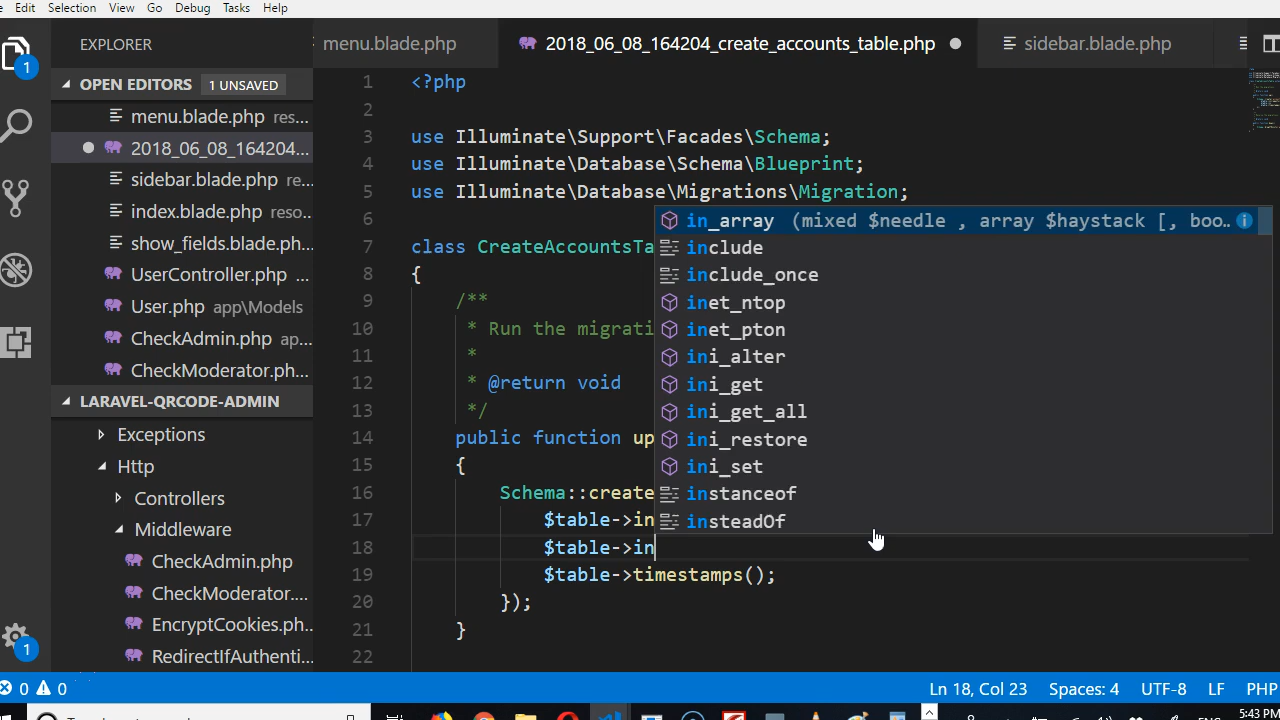 Edit Selection View Go Debug Tasks Help
EXPLORER
OPEN EDITORS 1 UNSAVED
menu.blade.php res...
2018_06_08_164204...
sidebar.blade.php re...
index.blade.php reso...
show_fields.blade.ph...
UserController.php ...
User.php app\Models
CheckAdmin.php ap...
CheckModerator.ph...
LARAVEL-QRCODE-ADMIN
Exceptions
Http
Controllers
Middleware
CheckAdmin.php
CheckModerator....
EncryptCookies.ph...
RedirectIfAuthenti...
1
1
menu.blade.php 2018_06_08_164204_create_accounts_table.php sidebar.blade.php
1 <?php
2
3 use Illuminate\Support\Facades\Schema;
4 use Illuminate\Database\Schema\Blueprint;
5 use Illuminate\Database\Migrations\Migration;
6
7 class CreateAccountsTa
8 {
9 /**
10 * Run the migrati
11 *
12 * @return void
13 */
14 public function up
15 {
16 Schema::create
17 $table->in
18 $table->in
19 $table->timestamps();
20 });
21 }
22
in_array (mixed $needle , array $haystack [, boo..
include
include_once
inet_ntop
inet_pton
ini_alter
ini_get
ini_get_all
ini_restore
ini_set
instanceof
insteadOf
0 0 Ln 18, Col 23 Spaces: 4 UTF-8 LF PHP
5:43 PM